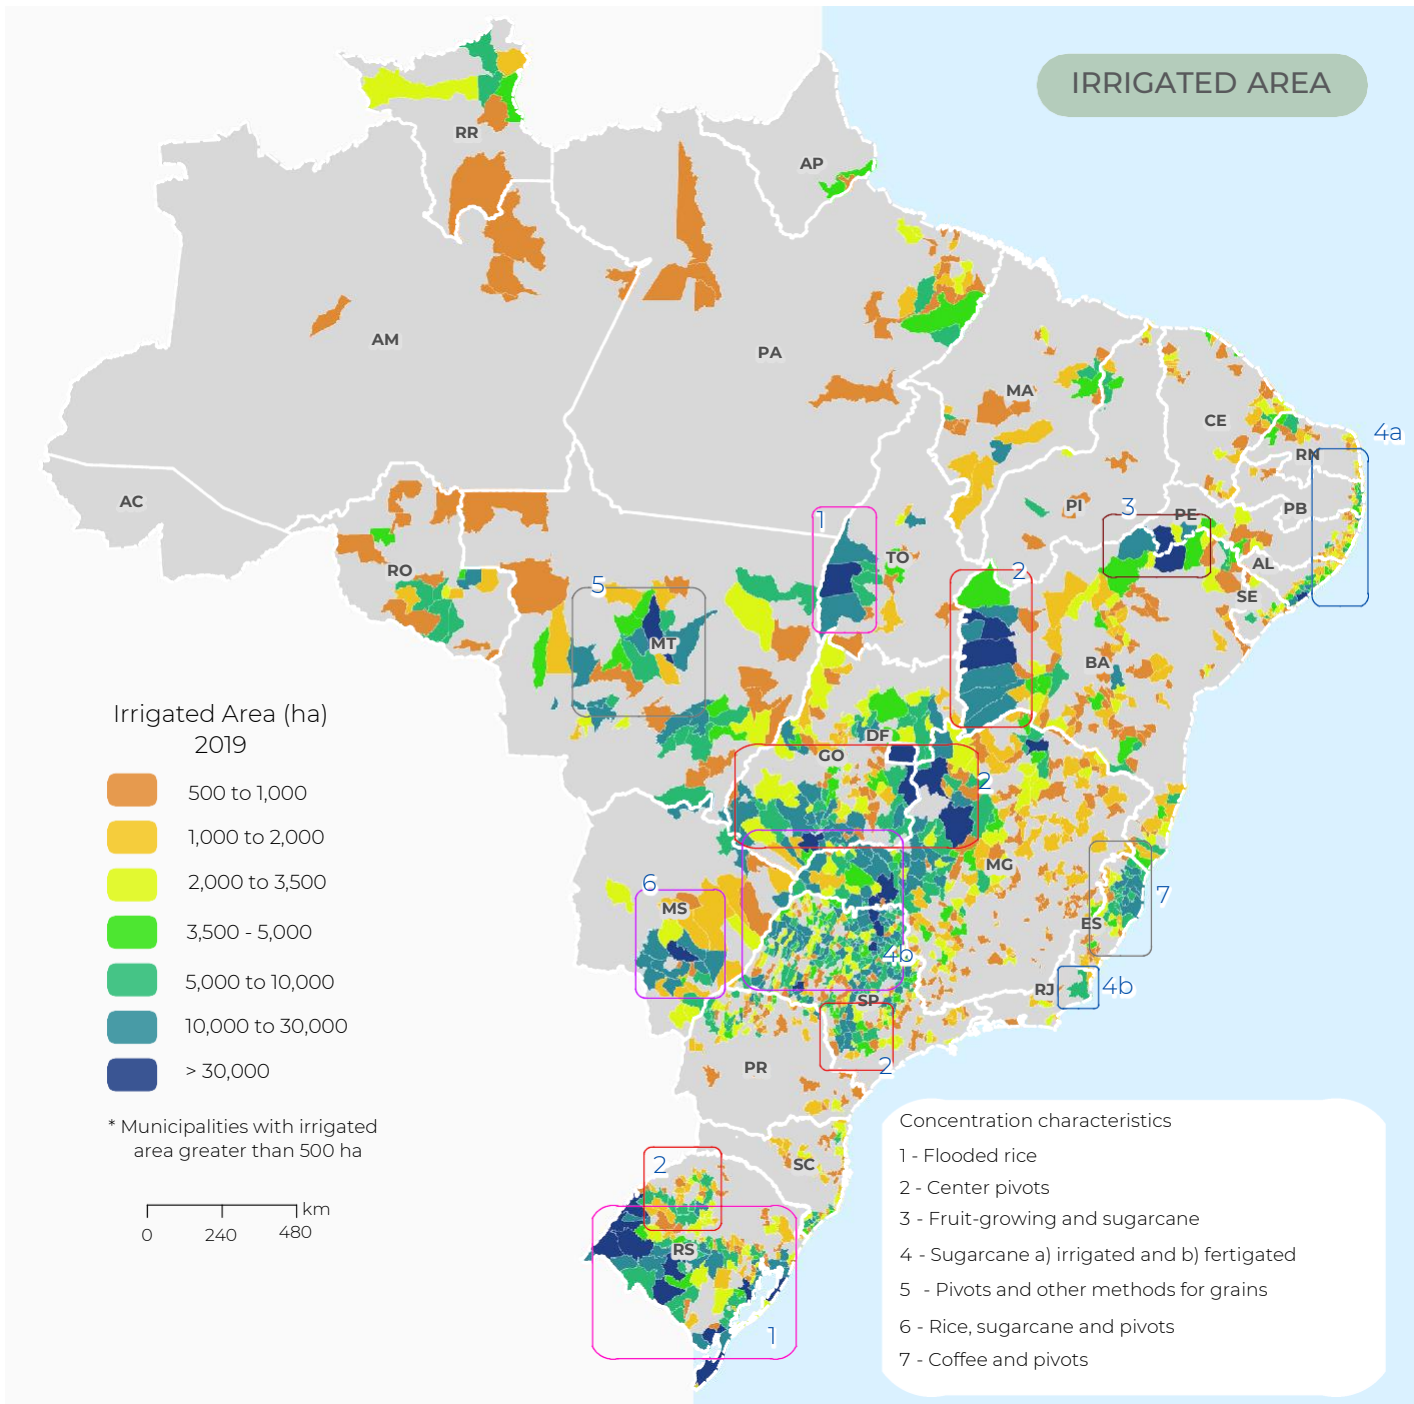 IRRIGATED AREA
RR
AP
AM
PA
MA
CE
4a
RN
AC
PB
PI
3
PE
1
TO
AL
RO
5
2
SE
MT
BA
DF
GO
2
MG
6
MS
7
ES
4b
RJ
4b
SP
2
PR
2
SC
RS
1
Irrigated Area (ha)
2019
500 to 1,000
1,000 to 2,000
2,000 to 3,500
3,500 - 5,000
5,000 to 10,000
10,000 to 30,000
> 30,000
* Municipalities with irrigated
area greater than 500 ha
km
0 240 480
Concentration characteristics
1 - Flooded rice
2 - Center pivots
3 - Fruit-growing and sugarcane
4 - Sugarcane a) irrigated and b) fertigated
5 - Pivots and other methods for grains
6 - Rice, sugarcane and pivots
7 - Coffee and pivots